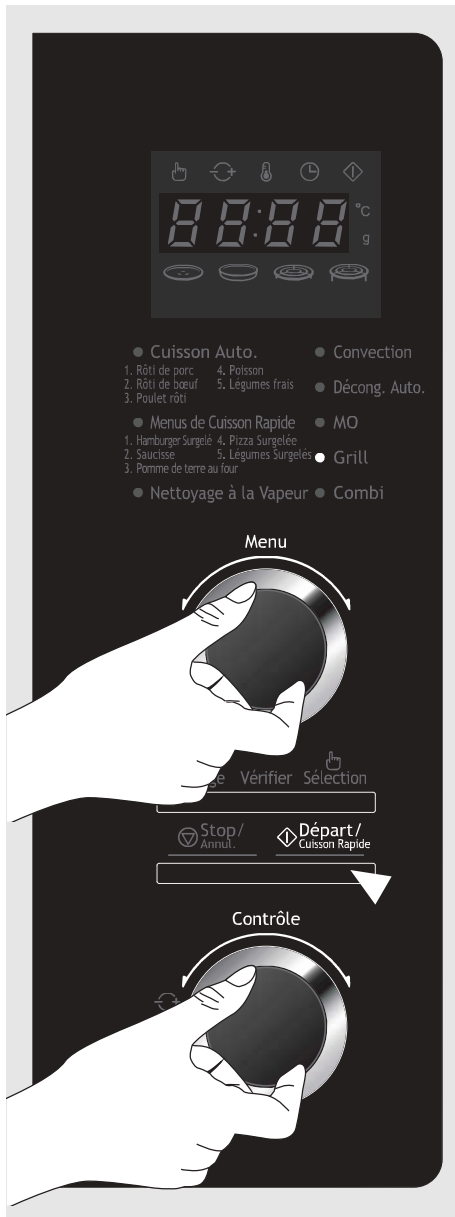 88:88
°C
g
Cuisson Auto.
1. Rôti de porc 4. Poisson
2. Rôti de bœuf 5. Légumes frais
3. Poulet rôti
Convection
Décong. Auto.
Menus de Cuisson Rapide
1. Hamburger Surgelé 4. Pizza Surgelée
2. Saucisse 5. Légumes Surgelés
3. Pomme de terre au four
MO
Grill
Nettoyage à la Vapeur
Combi
Menu
ge Vérifier Sélection
Stop/
Annul.
Départ/
Cuisson Rapide
Contrôle